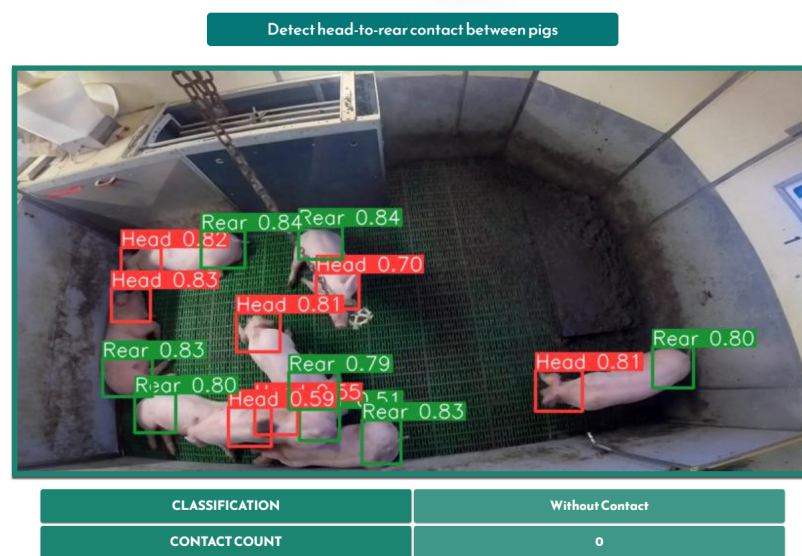 Detect head-to-rear contact between pigs
Rear 0.84
Rear 0.84
Head 0.82
Head 0.70
Head 0.83
Head 0.81
Rear 0.83
Rear 0.79
Rear 0.80
Head 0.81
Rear 0.80
Head 0.59
0.51
Rear 0.83
CLASSIFICATION
Without Contact
CONTACT COUNT
0